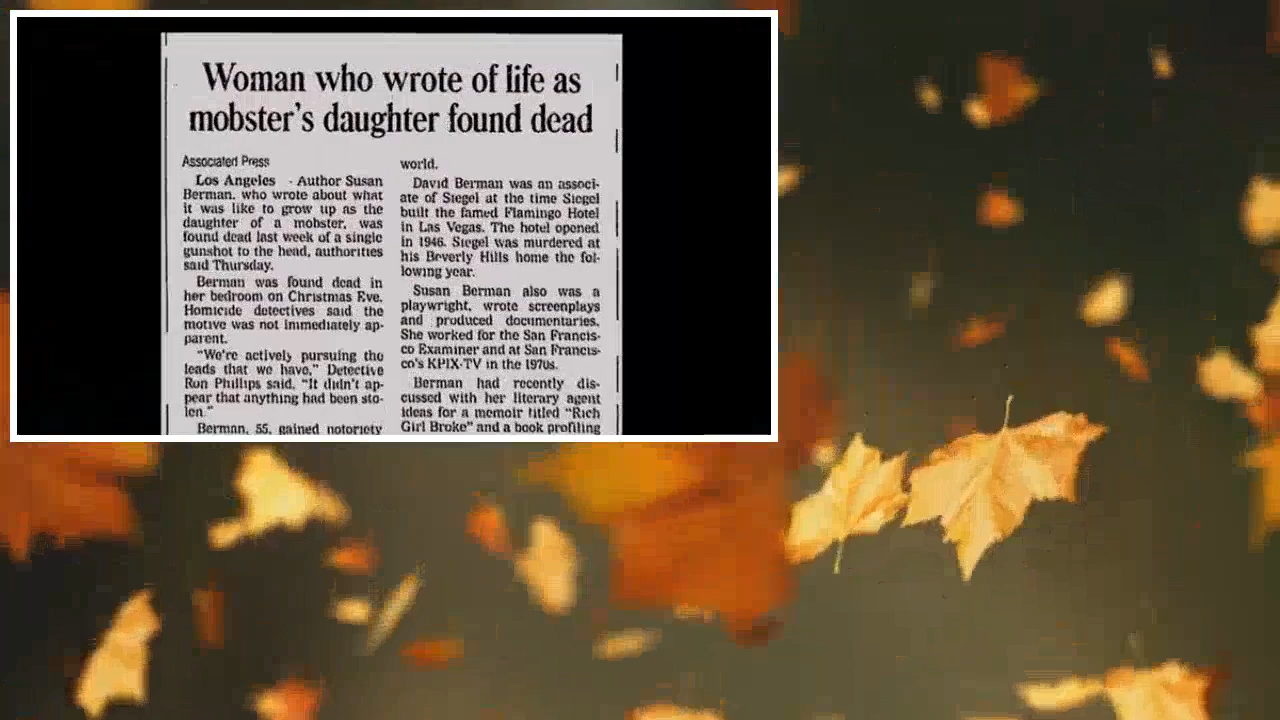 Woman who wrote of life as
mobster's daughter found dead
Associated Press
Los Angeles - Author Susan
Berman, who wrote about what
it was like to grow up as the
daughter of a mobster, was
found dead last week of a single
gunshot to the head, authorities
said Thursday.
Berman was found dead in
her bedroom on Christmas Eve.
Homicide detectives said the
motive was not immediately ap-
parent.
"We're actively pursuing the
leads that we have," Detective
Ron Phillips said. "It didn't ap-
pear that anything had been sto-
len."
Berman, 55, gained notoriety
world.
David Berman was an associ-
ate of Siegel at the time Siegel
built the famed Flamingo Hotel
in Las Vegas. The hotel opened
in 1946. Siegel was murdered at
his Beverly Hills home the fol-
lowing year.
Susan Berman also was a
playwright, wrote screenplays
and produced documentaries.
She worked for the San Francis-
co Examiner and at San Francis-
co's KPIX-TV in the 1970s.
Berman had recently dis-
cussed with her literary agent
ideas for a memoir titled "Rich
Girl Broke" and a book profiling